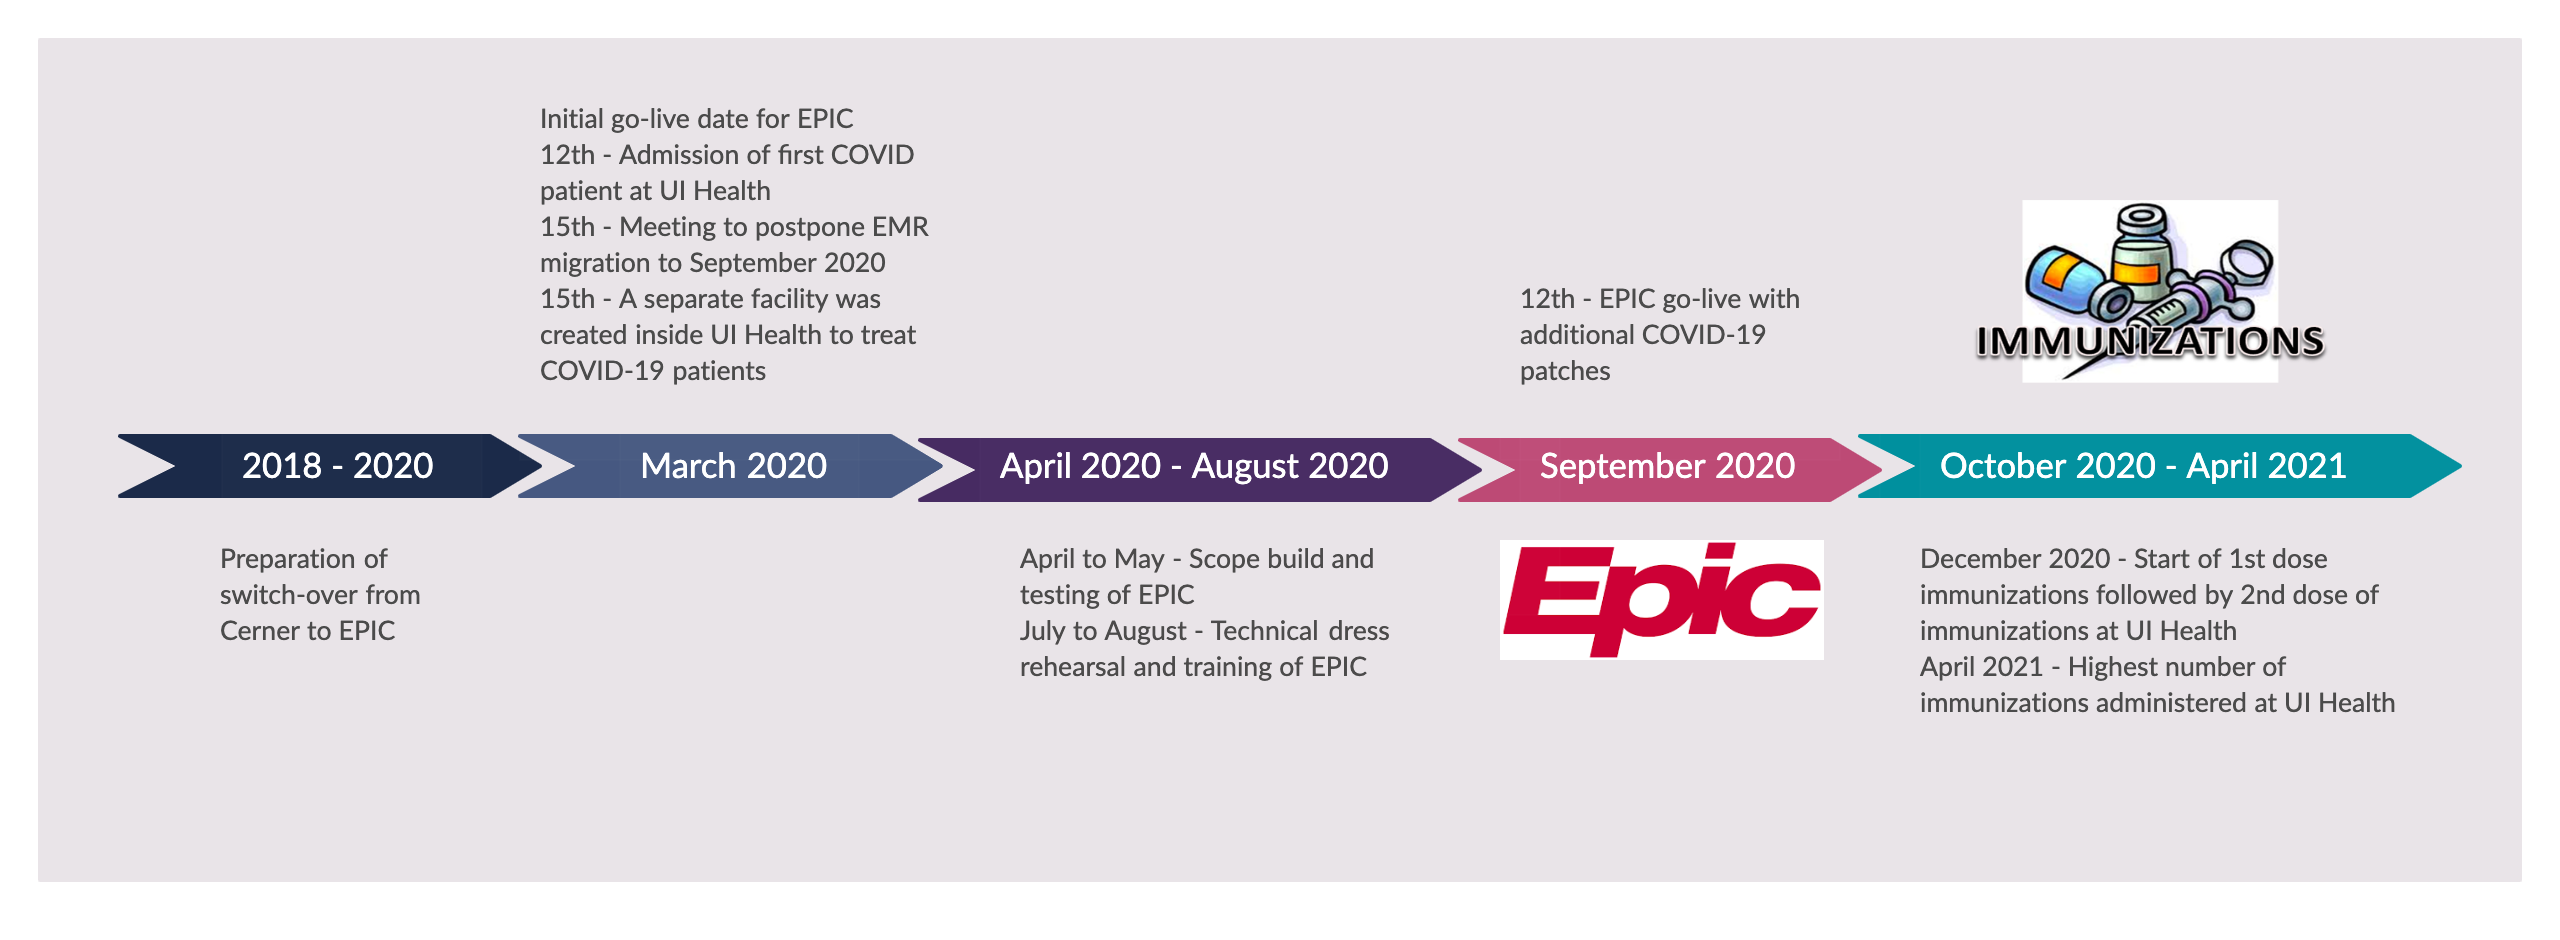 2018 - 2020
Preparation of
switch-over from
Cerner to EPIC
Initial go-live date for EPIC
12th - Admission of first COVID
patient at UI Health
15th - Meeting to postpone EMR
migration to September 2020
15th - A separate facility was
created inside UI Health to treat
COVID-19 patients
March 2020
April 2020 - August 2020
April to May - Scope build and
testing of EPIC
July to August - Technical dress
rehearsal and training of EPIC
12th - EPIC go-live with
additional COVID-19
patches
September 2020
Epic
IMMUNIZATIONS
October 2020 - April 2021
December 2020 - Start of 1st dose
immunizations followed by 2nd dose of
immunizations at UI Health
April 2021 - Highest number of
immunizations administered at UI Health